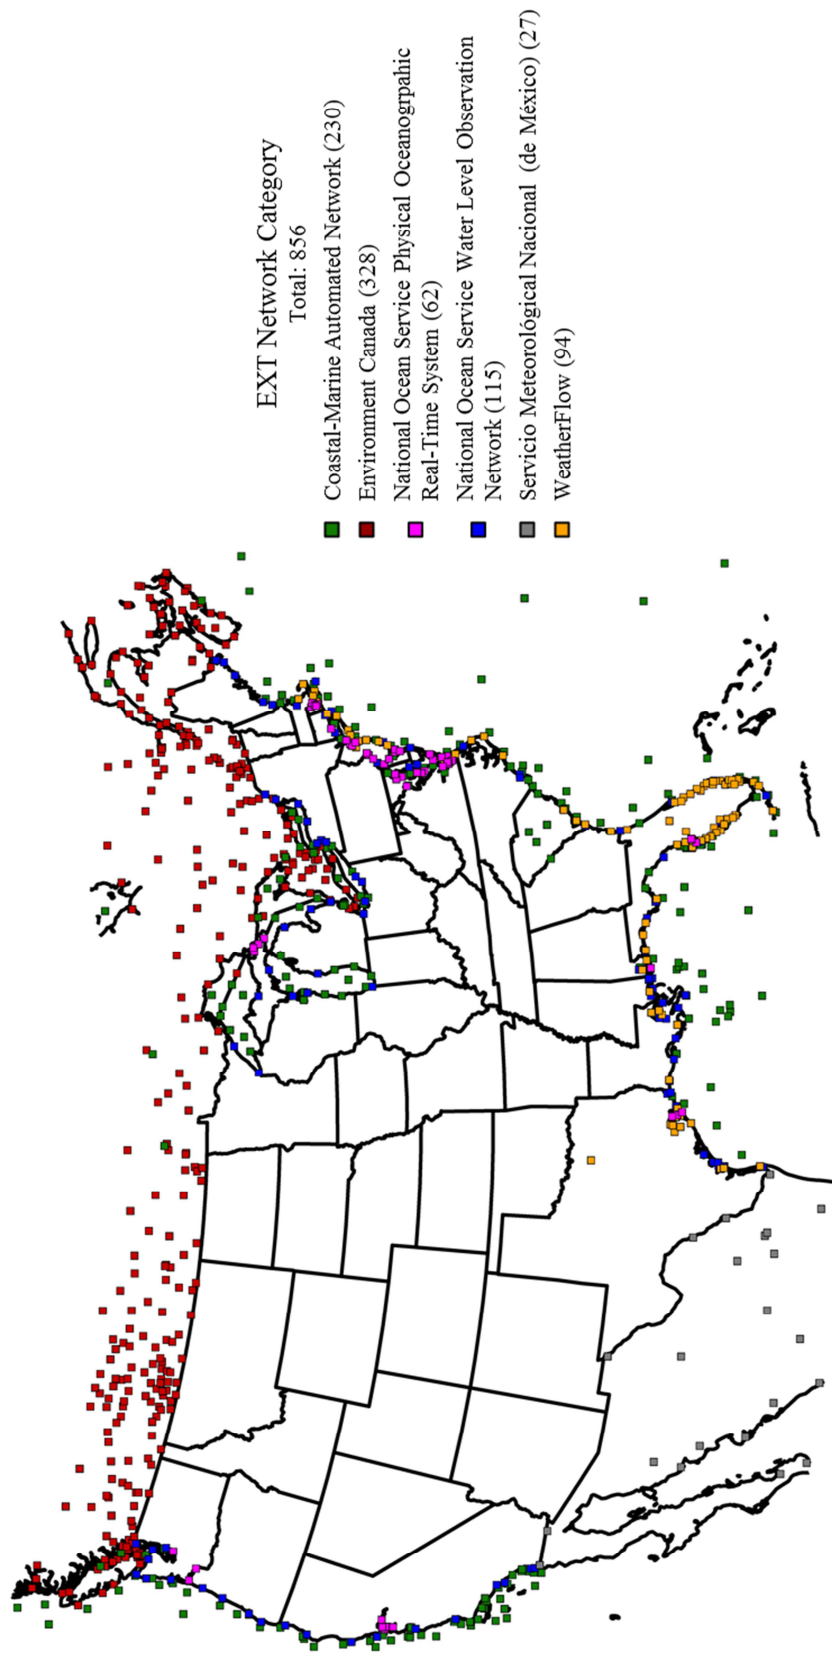 EXT Network Category
Total: 856
Coastal-Marine Automated Network (230)
Environment Canada (328)
National Ocean Service Physical Oceanogrpahic
Real-Time System (62)
National Ocean Service Water Level Observation
Network (115)
Servicio Meteorológical Nacional (de México) (27)
WeatherFlow (94)